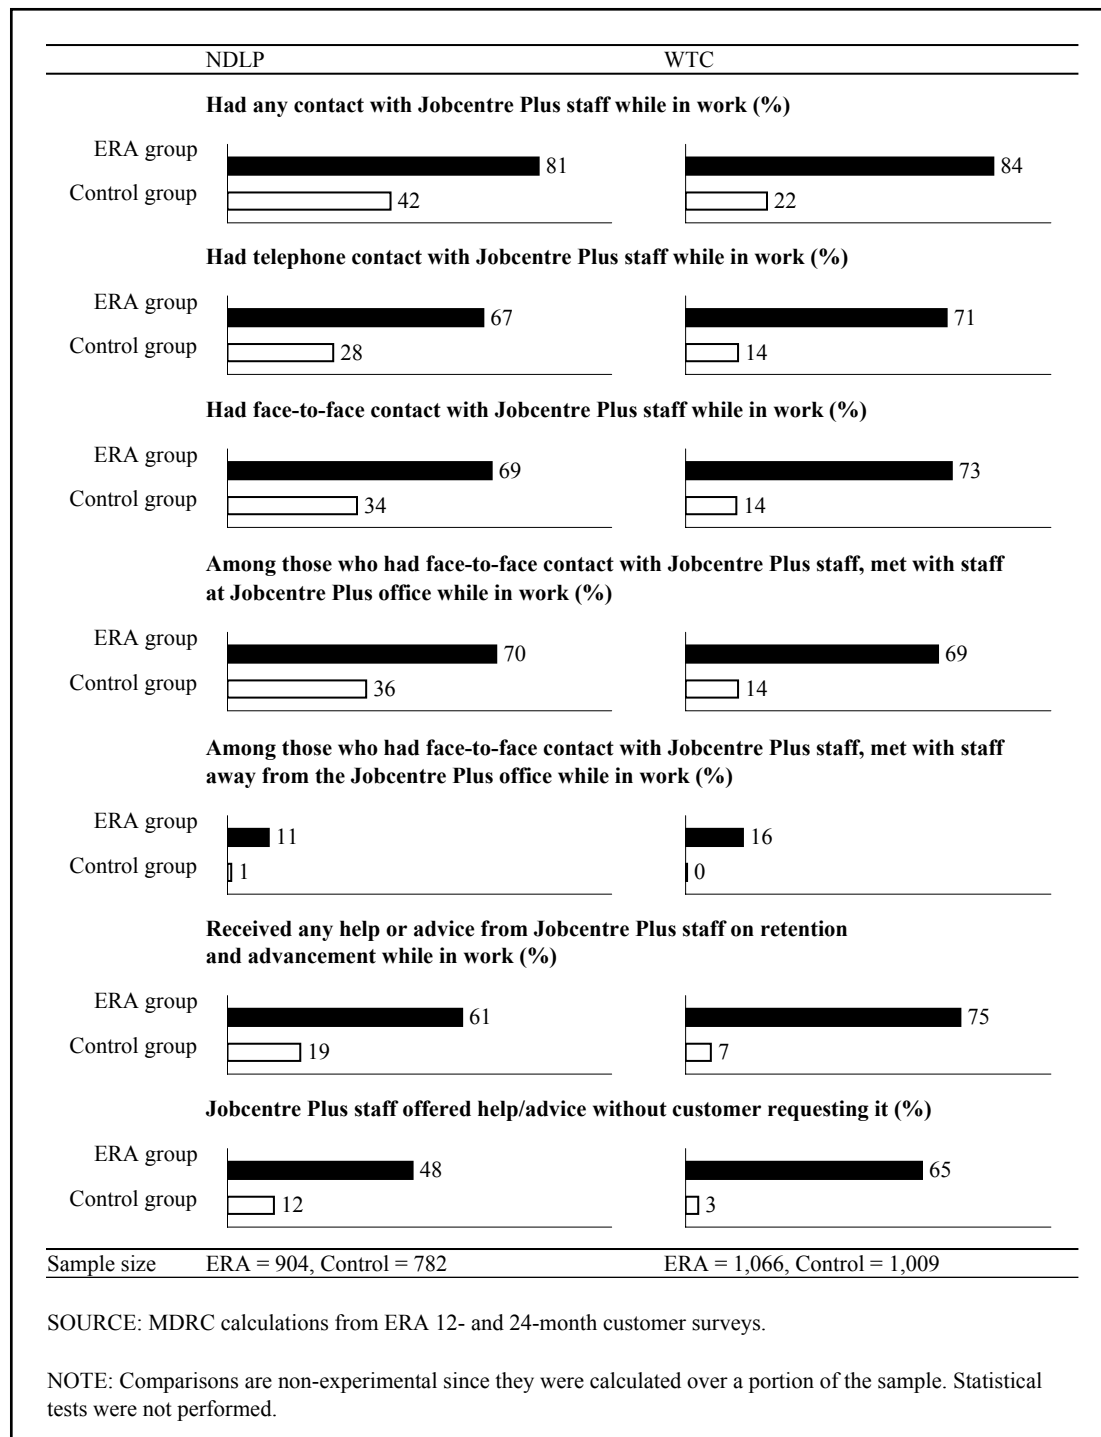 NDLP WTC
Had any contact with Jobcentre Plus staff while in work (%)
ERA group 81 84
Control group 42 22
Had telephone contact with Jobcentre Plus staff while in work (%)
ERA group 67 71
Control group 28 14
Had face-to-face contact with Jobcentre Plus staff while in work (%)
ERA group 69 73
Control group 34 14
Among those who had face-to-face contact with Jobcentre Plus staff, met with staff
at Jobcentre Plus office while in work (%)
ERA group 70 69
Control group 36 14
Among those who had face-to-face contact with Jobcentre Plus staff, met with staff
away from the Jobcentre Plus office while in work (%)
ERA group 11 16
Control group 1 0
Received any help or advice from Jobcentre Plus staff on retention
and advancement while in work (%)
ERA group 61 75
Control group 19 7
Jobcentre Plus staff offered help/advice without customer requesting it (%)
ERA group 48 65
Control group 12 3
Sample size ERA = 904, Control = 782 ERA = 1,066, Control = 1,009
SOURCE: MDRC calculations from ERA 12- and 24-month customer surveys.
NOTE: Comparisons are non-experimental since they were calculated over a portion of the sample. Statistical
tests were not performed.